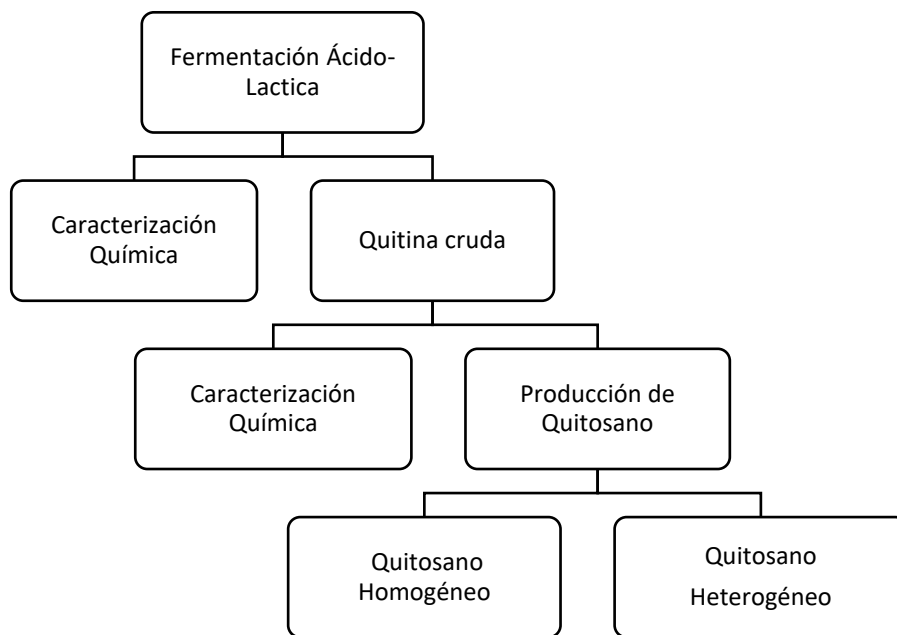 Fermentación Ácido-
Lactica
Caracterización
Química
Quitina cruda
Caracterización
Química
Producción de
Quitosano
Quitosano
Homogéneo
Quitosano
Heterogéneo